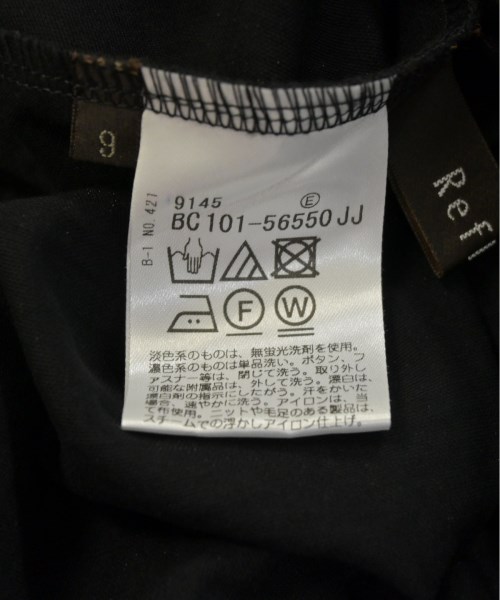 9
B-1 NO. 421
9145 Ⓔ
BC101-56550JJ
F W
淡色系のものは、無蛍光洗剤を使用。
濃色系のものは単品洗い。ボタン、フ
ァスナー等は、閉じて洗う。取り外し
可能な附属品は、外して洗う。漂白は、
漂白剤の指示にしたがう。汗をかいた
場合、速やかに洗う。アイロンは、当
て布使用。ニットや毛足のある製品は、
スチームでの浮かしアイロン仕上げ。